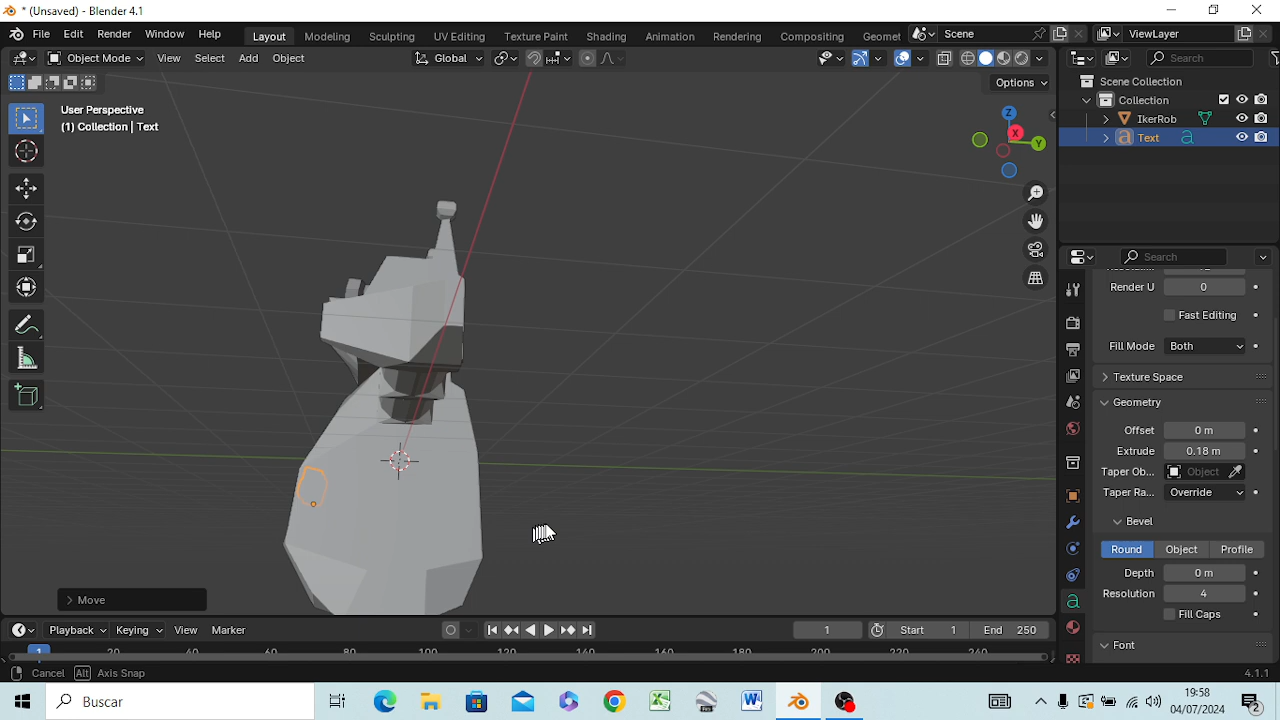 * (Unsaved) - Blender 4.1
File Edit Render Window Help Layout Modeling Sculpting UV Editing Texture Paint Shading Animation Rendering Compositing Geomet Scene ViewLayer
Object Mode View Select Add Object Global Search
Options
User Perspective
(1) Collection | Text
Scene Collection
Collection
IkerRob
Text
X Y Z
Search
Render U 0
Fast Editing
Fill Mode Both
Texture Space
Geometry
Offset 0 m
Extrude 0.18 m
Taper Ob... Object
Taper Ra... Override
Bevel
Round Object Profile
Depth 0 m
Resolution 4
Fill Caps
Font
Move
Playback Keying View Marker 1 Start 1 End 250
1 20 40 60 80 100 120 140 160 180 200 220 240
Cancel Alt Axis Snap 4.1.1
Buscar
19:58
04/07/2024
2